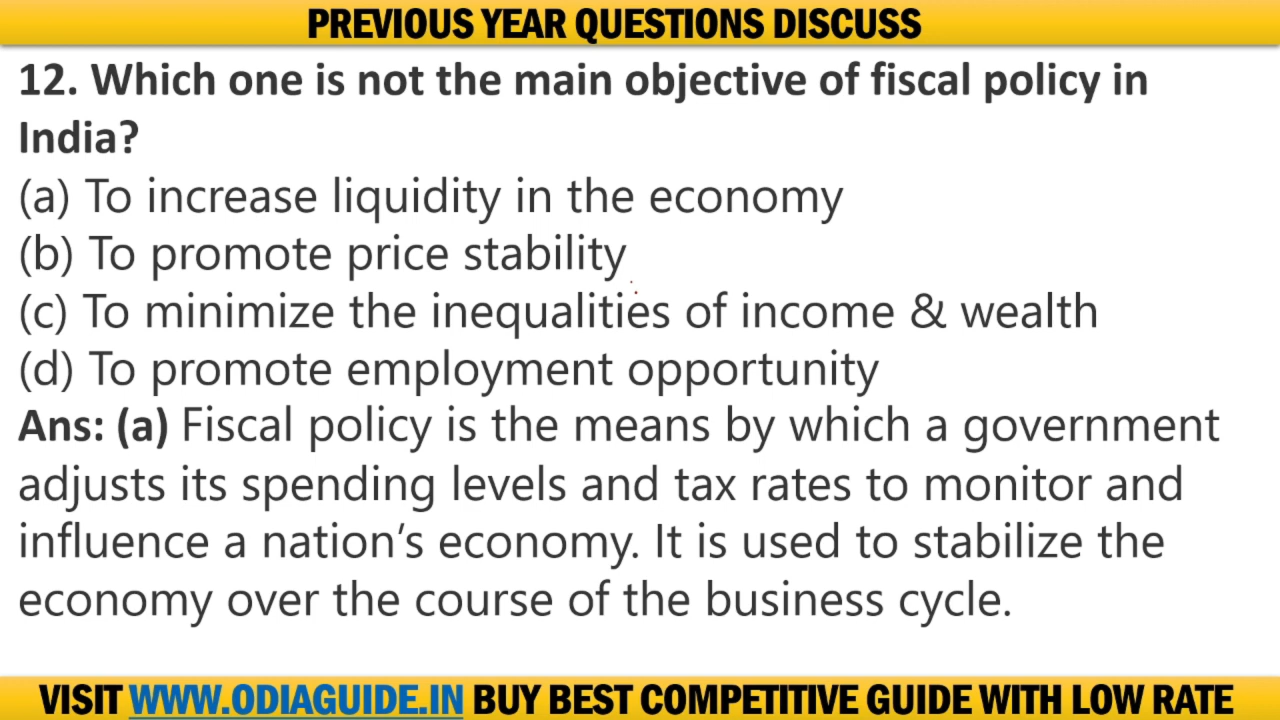 PREVIOUS YEAR QUESTIONS DISCUSS
12. Which one is not the main objective of fiscal policy in
India?
(a) To increase liquidity in the economy
(b) To promote price stability
(c) To minimize the inequalities of income & wealth
(d) To promote employment opportunity
Ans: (a) Fiscal policy is the means by which a government
adjusts its spending levels and tax rates to monitor and
influence a nation’s economy. It is used to stabilize the
economy over the course of the business cycle.
VISIT WWW.ODIAGUIDE.IN BUY BEST COMPETITIVE GUIDE WITH LOW RATE